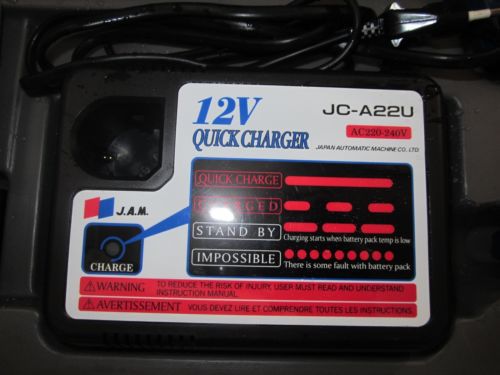 12V
QUICK CHARGER
JC-A22U
AC220-240V
JAPAN AUTOMATIC MACHINE CO., LTD
QUICK CHARGE
CHARGED
STAND BY
Charging starts when battery pack temp is low
IMPOSSIBLE
There is some fault with battery pack
J.A.M.
CHARGE
WARNING TO REDUCE THE RISK OF INJURY, USER MUST READ AND UNDERSTAND
INSTRUCTION MANUAL.
AVERTISSEMENT VOUS DEVEZ LIRE ET COMPRENDRE TOUTES LES INSTRUCTIONS.